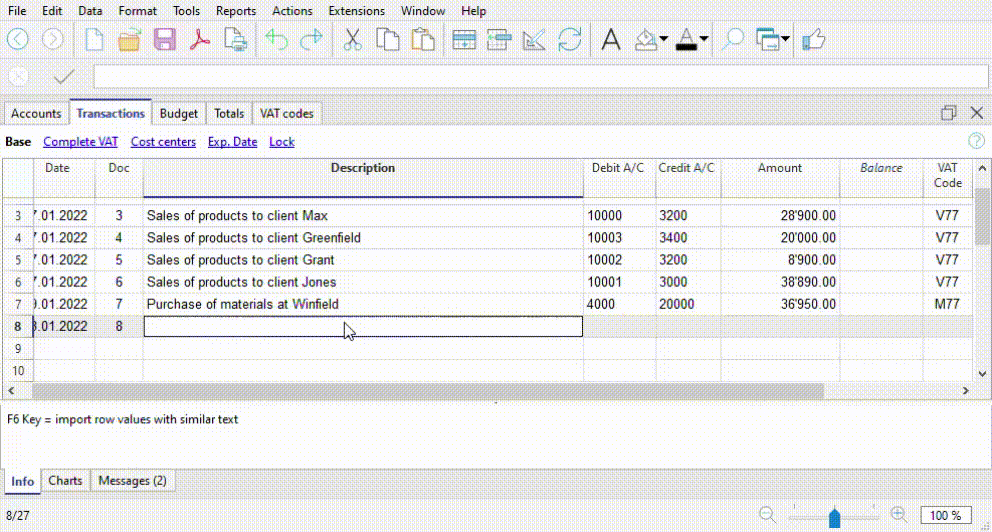 File Edit Data Format Tools Reports Actions Extensions Window Help
Accounts Transactions Budget Totals VAT codes
Base Complete VAT Cost centers Exp. Date Lock
Date Doc Description Debit A/C Credit A/C Amount Balance VAT Code
3 7.01.2022 3 Sales of products to client Max 10000 3200 28'900.00 V77
4 7.01.2022 4 Sales of products to client Greenfield 10003 3400 20'000.00 V77
5 7.01.2022 5 Sales of products to client Grant 10002 3200 8'900.00 V77
6 7.01.2022 6 Sales of products to client Jones 10001 3000 38'890.00 V77
7 .01.2022 7 Purchase of materials at Winfield 4000 20000 36'950.00 M77
8 .01.2022 8
9
10
F6 Key = import row values with similar text
Info Charts Messages (2)
8/27 100 %